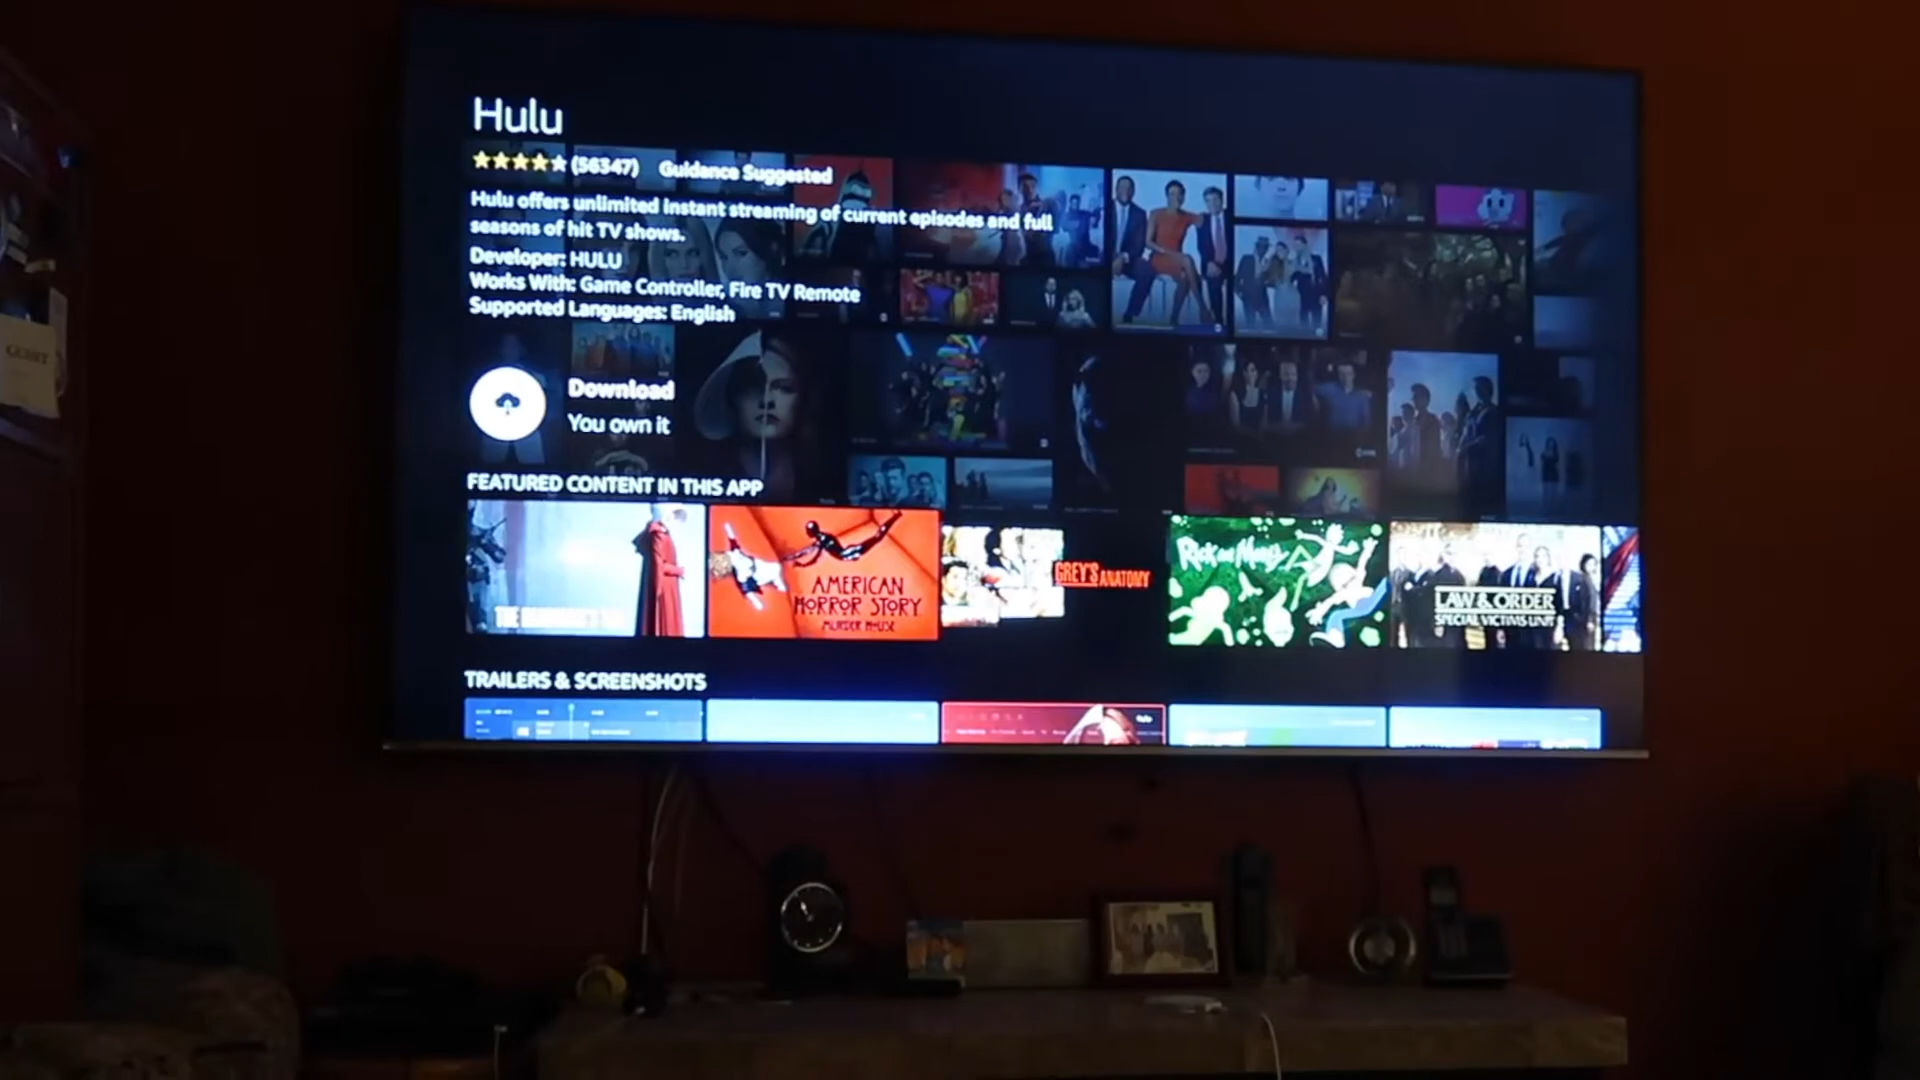 Hulu
(56347) Guidance Suggested
Hulu offers unlimited instant streaming of current episodes and full
seasons of hit TV shows.
Developer: HULU
Works With: Game Controller, Fire TV Remote
Supported Languages: English
Download
You own it
FEATURED CONTENT IN THIS APP
THE
AMERICAN
HORROR STORY
MURDER HOUSE
GREY'S ANATOMY
Rick and Morty
LAW & ORDER
SPECIAL VICTIMS UNIT
TRAILERS & SCREENSHOTS
hulu
GUEST